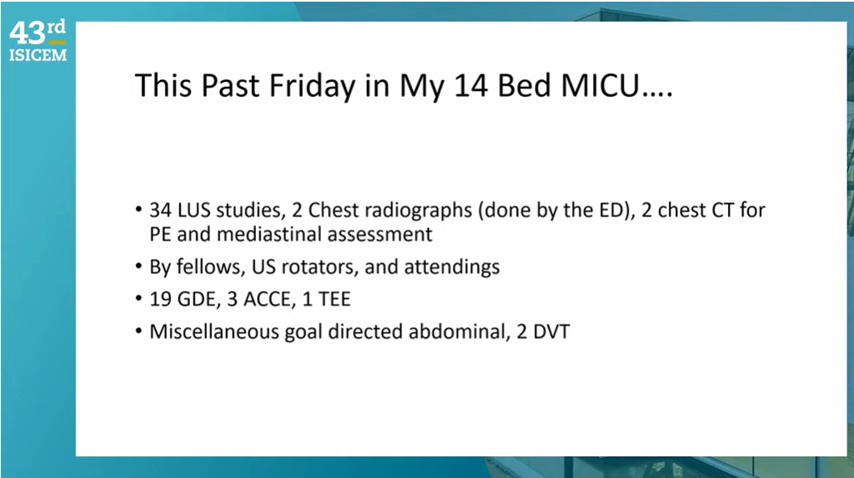 43rd
ISICEM
This Past Friday in My 14 Bed MICU....
• 34 LUS studies, 2 Chest radiographs (done by the ED), 2 chest CT for
PE and mediastinal assessment
• By fellows, US rotators, and attendings
• 19 GDE, 3 ACCE, 1 TEE
• Miscellaneous goal directed abdominal, 2 DVT